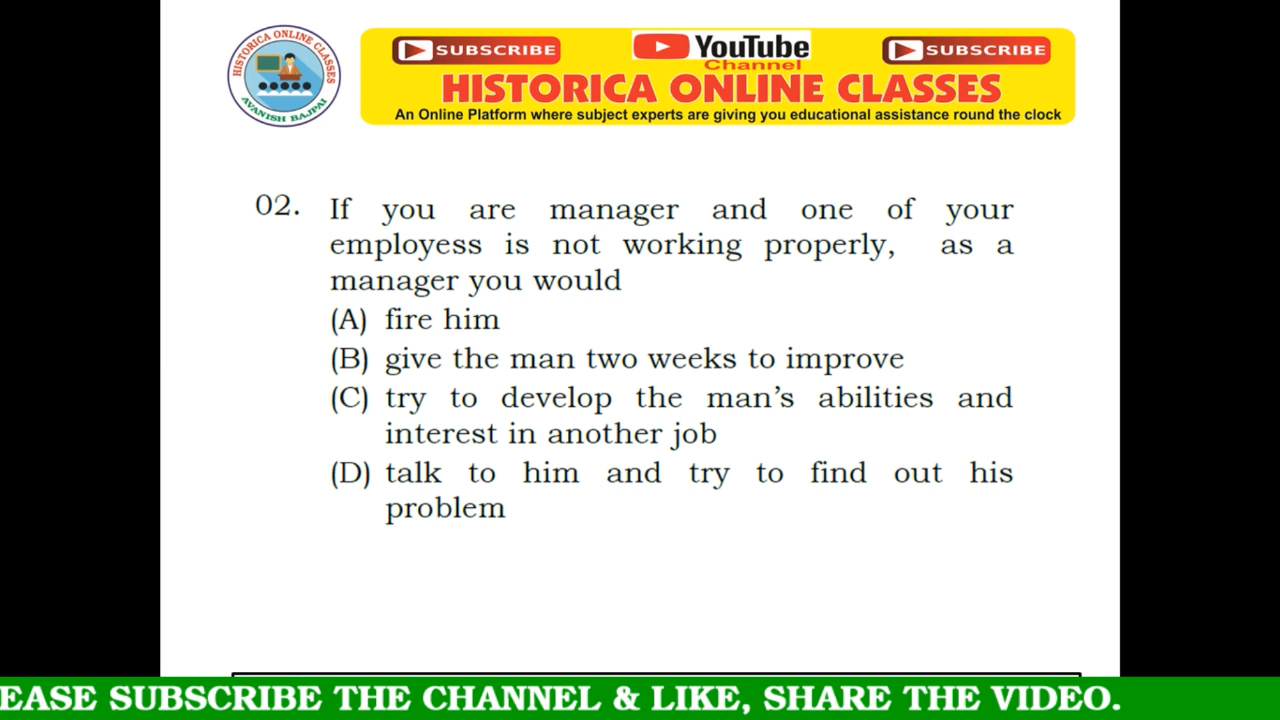 HISTORICA ONLINE CLASSES
AVANISH BAJPAI
SUBSCRIBE
YouTube
Channel
SUBSCRIBE
HISTORICA ONLINE CLASSES
An Online Platform where subject experts are giving you educational assistance round the clock
02. If you are manager and one of your
employess is not working properly, as a
manager you would
(A) fire him
(B) give the man two weeks to improve
(C) try to develop the man’s abilities and
interest in another job
(D) talk to him and try to find out his
problem
EASE SUBSCRIBE THE CHANNEL & LIKE, SHARE THE VIDEO.